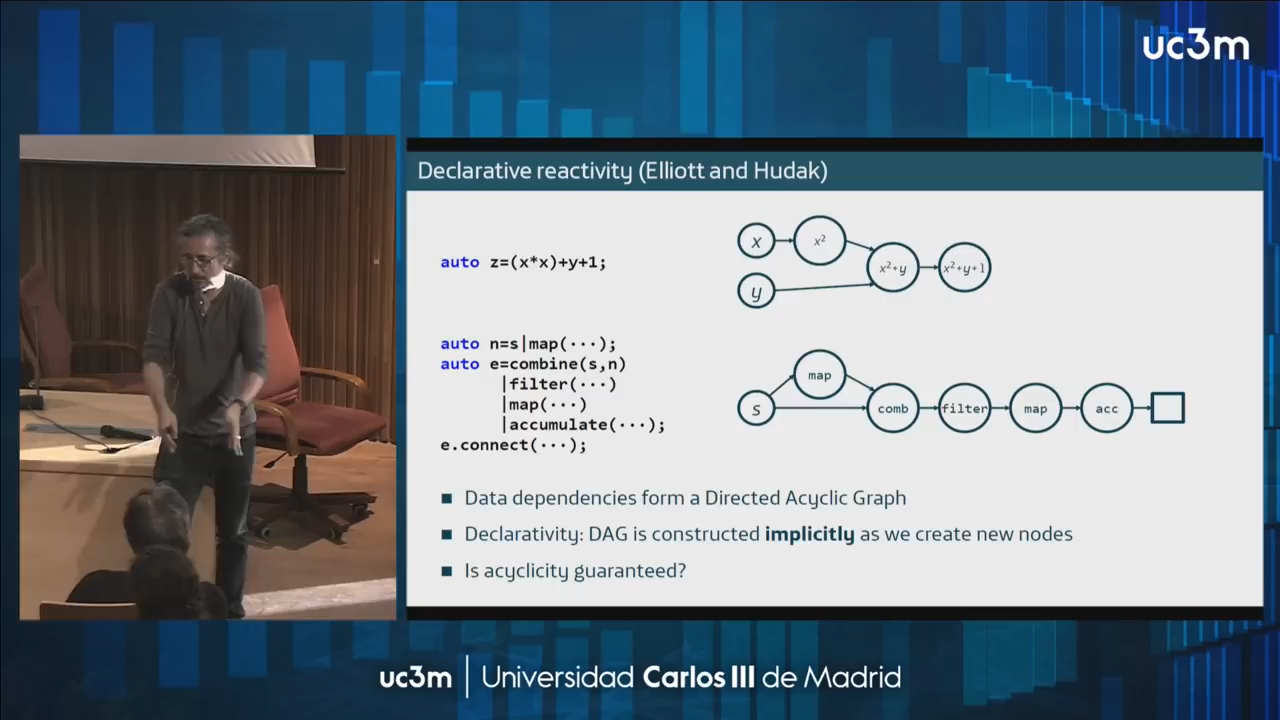 uc3m
Declarative reactivity (Elliott and Hudak)
auto z=(x*x)+y+1;
x
x²
y
x²+y
x²+y+1
auto n=s|map(···);
auto e=combine(s,n)
|filter(···)
|map(···)
|accumulate(···);
e.connect(···);
map
s
comb
filter
map
acc
■ Data dependencies form a Directed Acyclic Graph
■ Declarativity: DAG is constructed implicitly as we create new nodes
■ Is acyclicity guaranteed?
uc3m | Universidad Carlos III de Madrid